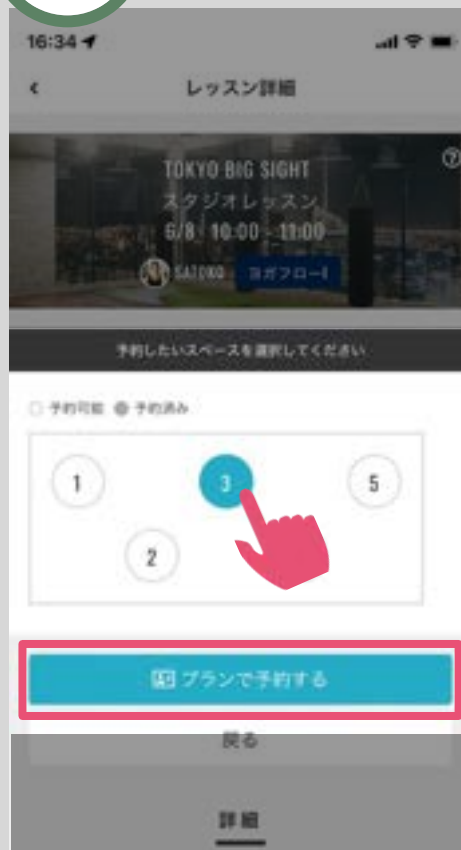 16:34
レッスン詳細
TOKYO BIG SIGHT
スタジオレッスン
6/8 10:00 - 11:00
SATOKO ヨガフロー1
予約したいスペースを選択してください
予約可能 予約済み
1
3
5
2
プランで予約する
戻る
詳細